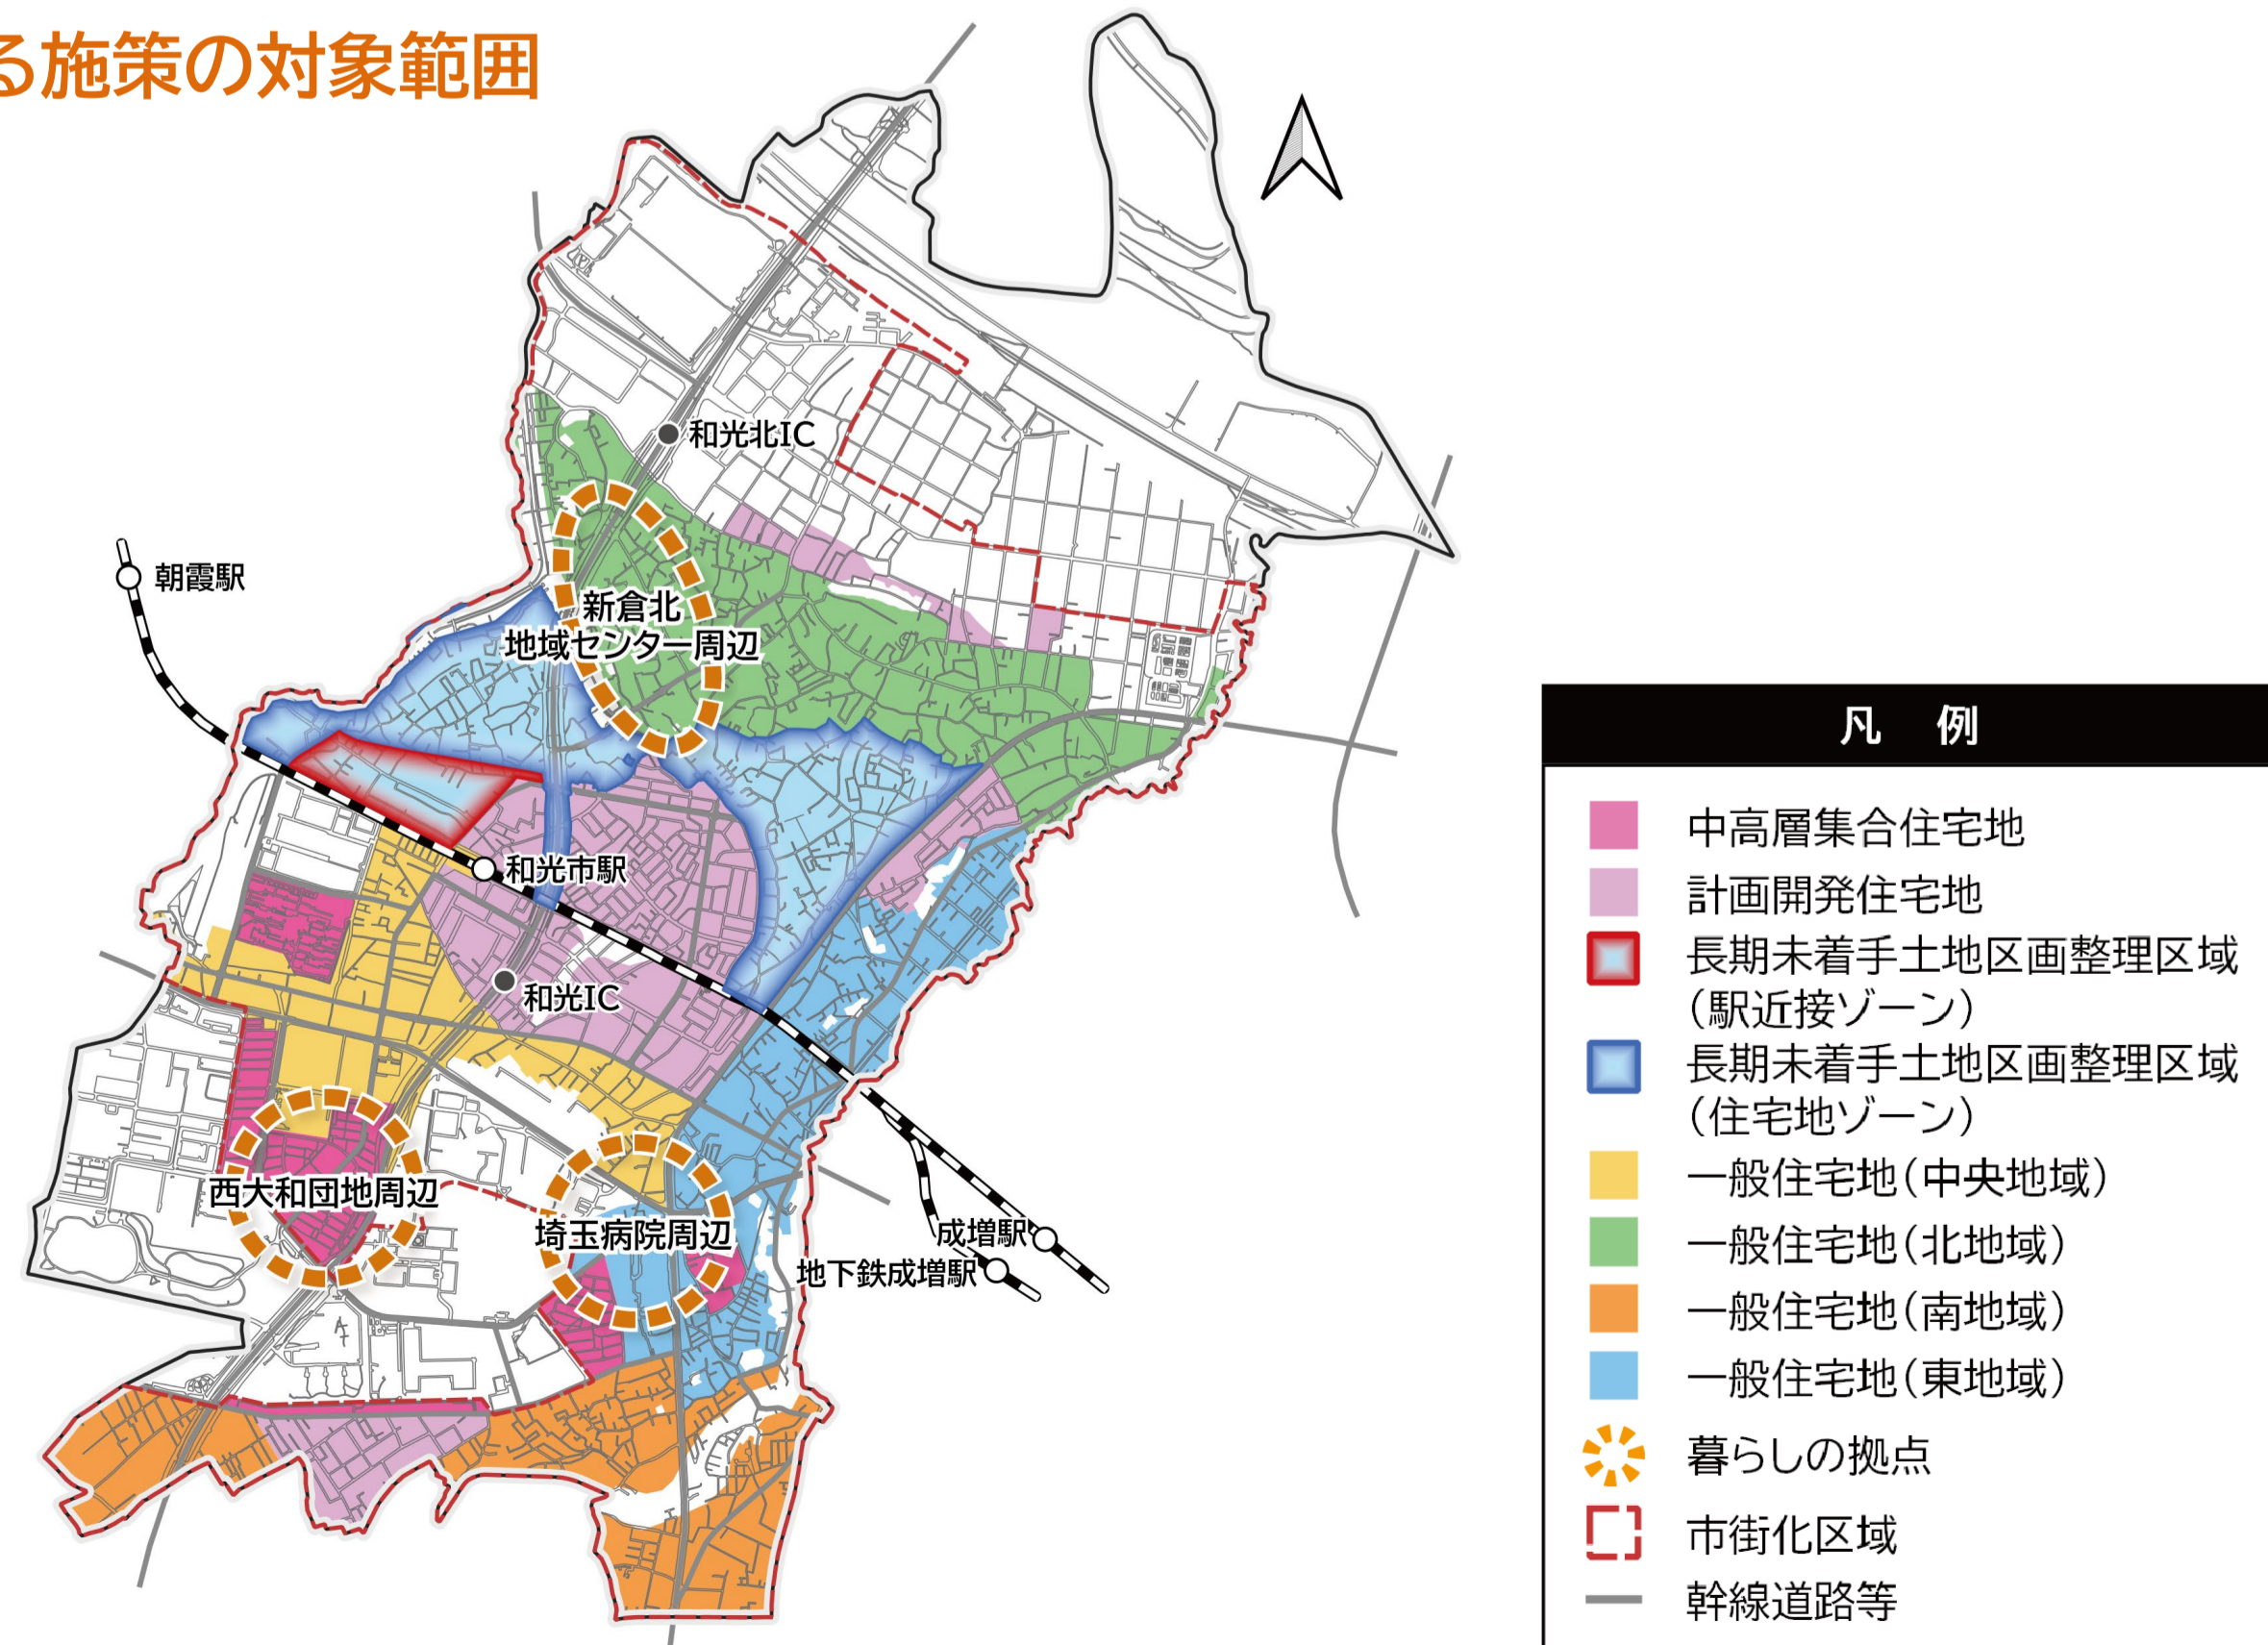 る施策の対象範囲
和光北IC
朝霞駅
新倉北
地域センター周辺
和光市駅
和光IC
西大和団地周辺
埼玉病院周辺
成増駅
地下鉄成増駅
凡 例
中高層集合住宅地
計画開発住宅地
長期未着手土地区画整理区域
（駅近接ゾーン）
長期未着手土地区画整理区域
（住宅地ゾーン）
一般住宅地（中央地域）
一般住宅地（北地域）
一般住宅地（南地域）
一般住宅地（東地域）
暮らしの拠点
市街化区域
幹線道路等